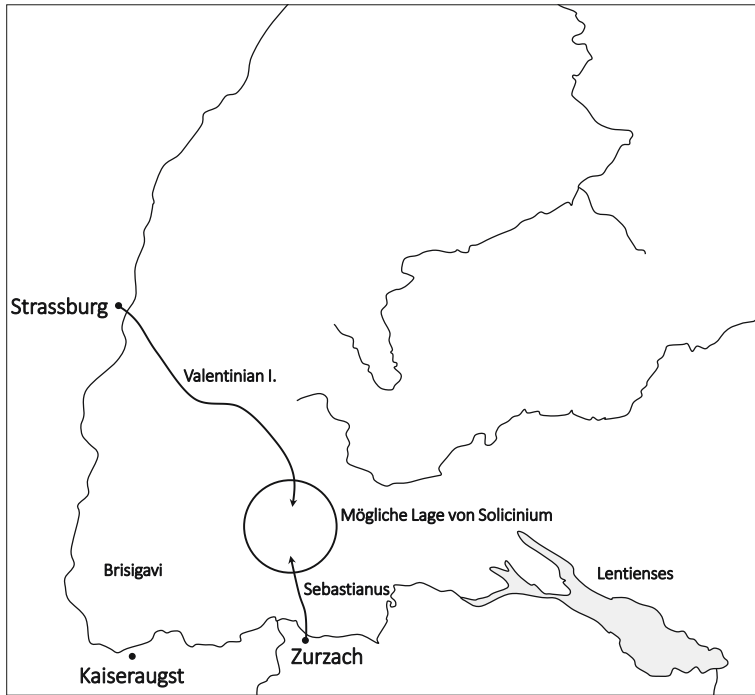 Strassburg
Valentinian I.
Mögliche Lage von Solicinium
Brisigavi
Lentienses
Sebastianus
Zurzach
Kaiseraugst